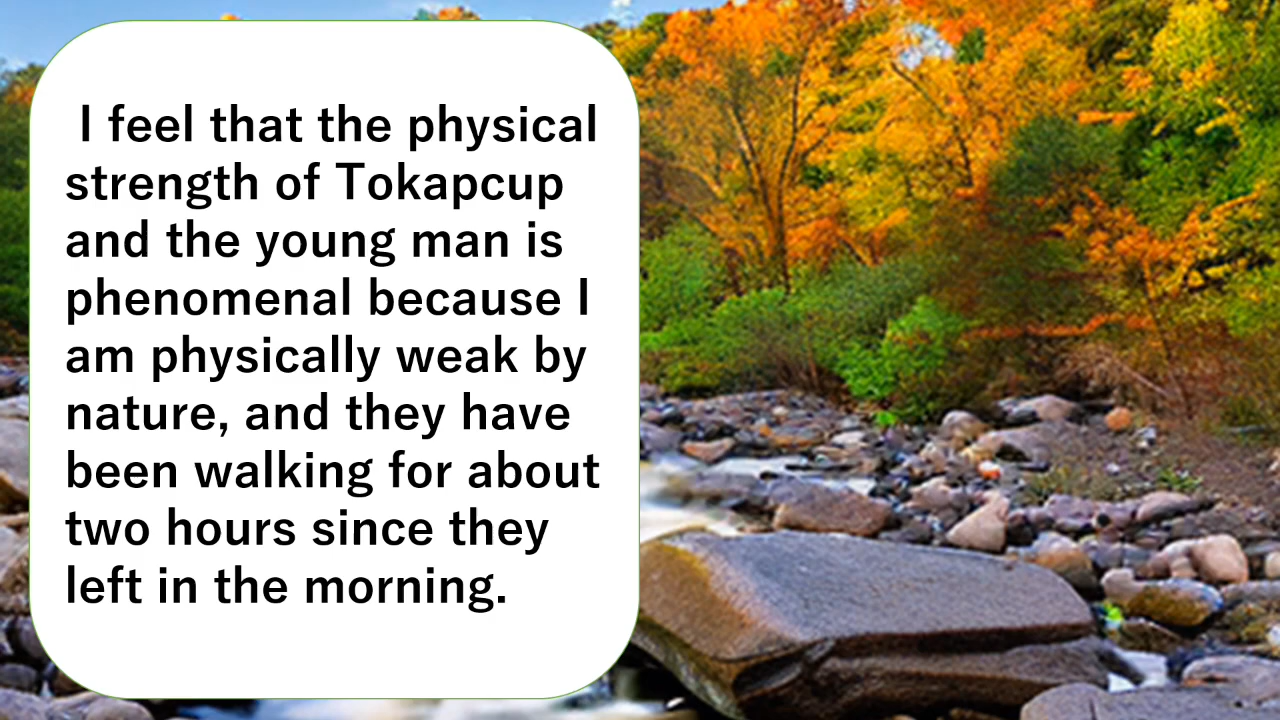 I feel that the physical
strength of Tokapcup
and the young man is
phenomenal because I
am physically weak by
nature, and they have
been walking for about
two hours since they
left in the morning.